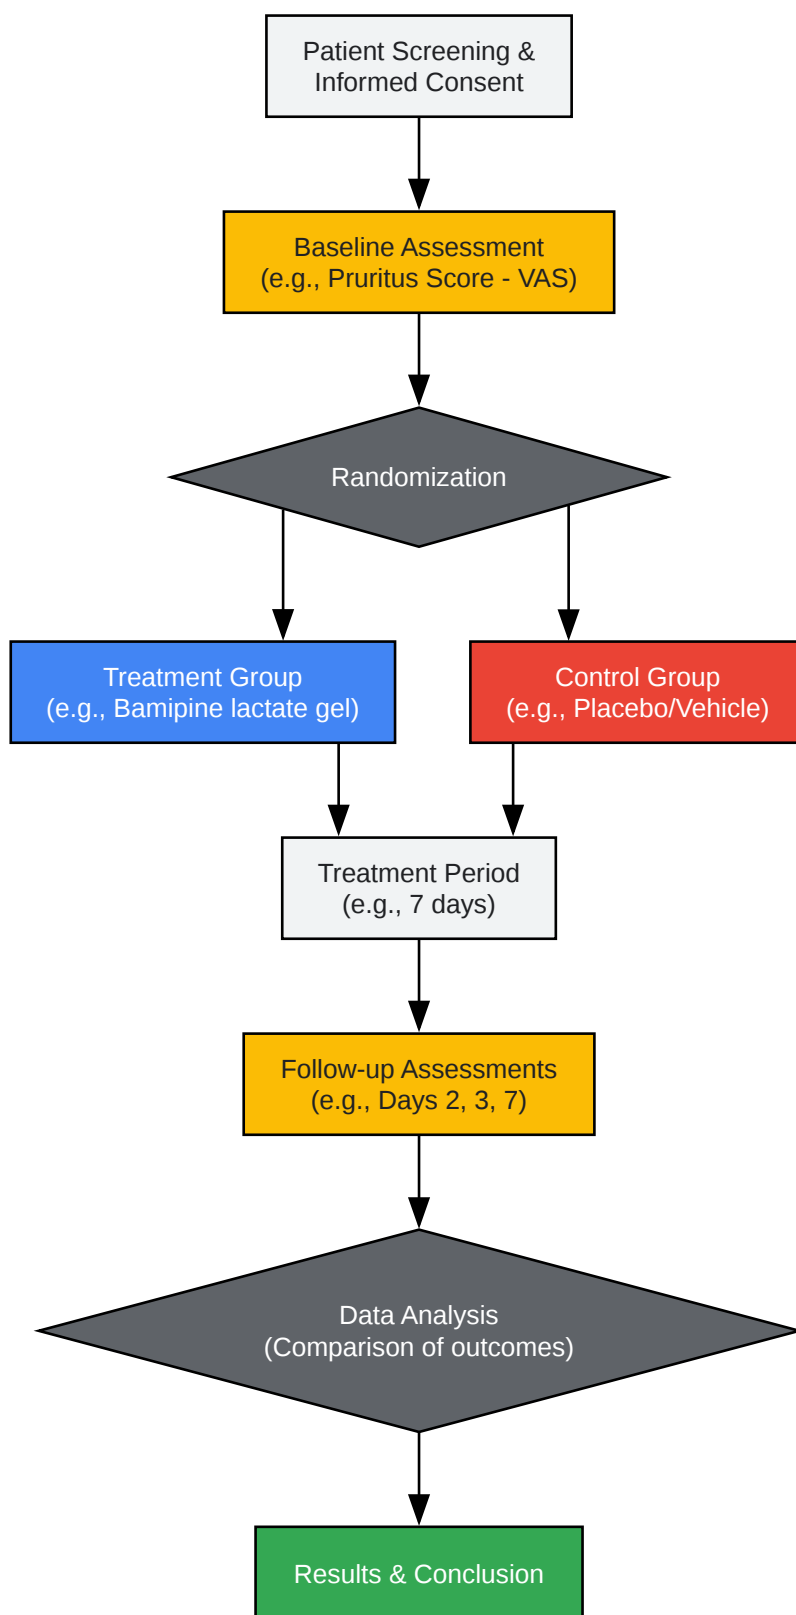 Patient Screening &
Informed Consent
Baseline Assessment
(e.g., Pruritus Score - VAS)
Randomization
Treatment Group
(e.g., Bamipine lactate gel)
Control Group
(e.g., Placebo/Vehicle)
Treatment Period
(e.g., 7 days)
Follow-up Assessments
(e.g., Days 2, 3, 7)
Data Analysis
(Comparison of outcomes)
Results & Conclusion